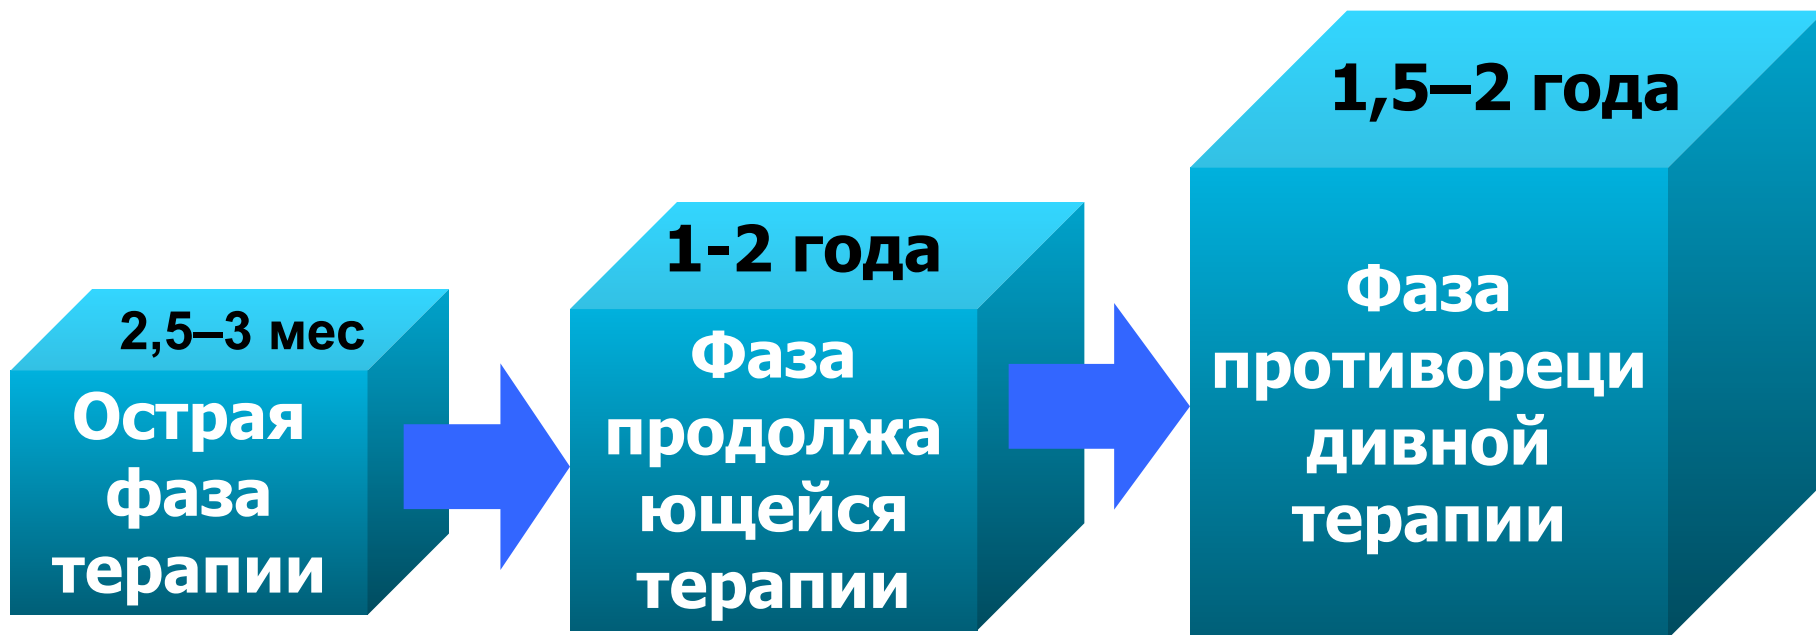 2,5–3 мес
Острая
фаза
терапии
1-2 года
Фаза
продолжа
ющейся
терапии
1,5–2 года
Фаза
противореци
дивной
терапии